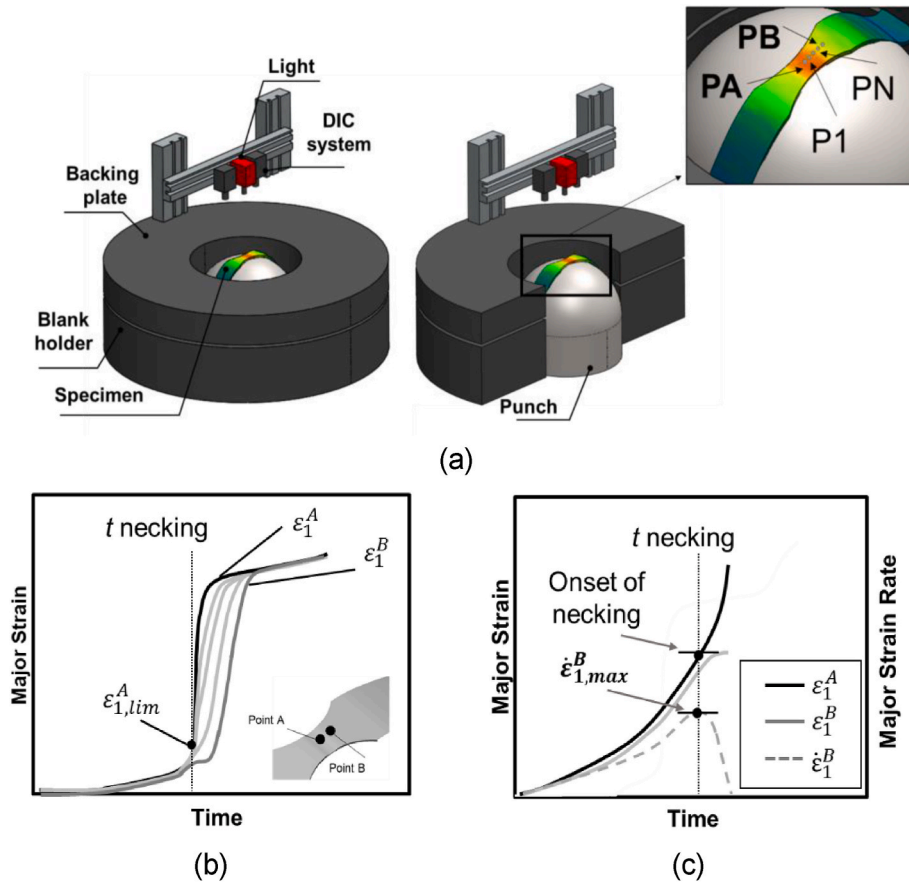 Light
DIC
system
Backing
plate
Blank
holder
Specimen
Punch
PB
PA
PN
P1
(a)
t necking
ε₁ᴬ
ε₁ᴮ
Major Strain
ε₁,ₗᵢₘᴬ
Point A
Point B
Time
(b)
t necking
Onset of
necking
ε̇₁,ₘₐₓᴮ
Major Strain
ε₁ᴬ
ε₁ᴮ
ε̇₁ᴮ
Major Strain Rate
Time
(c)